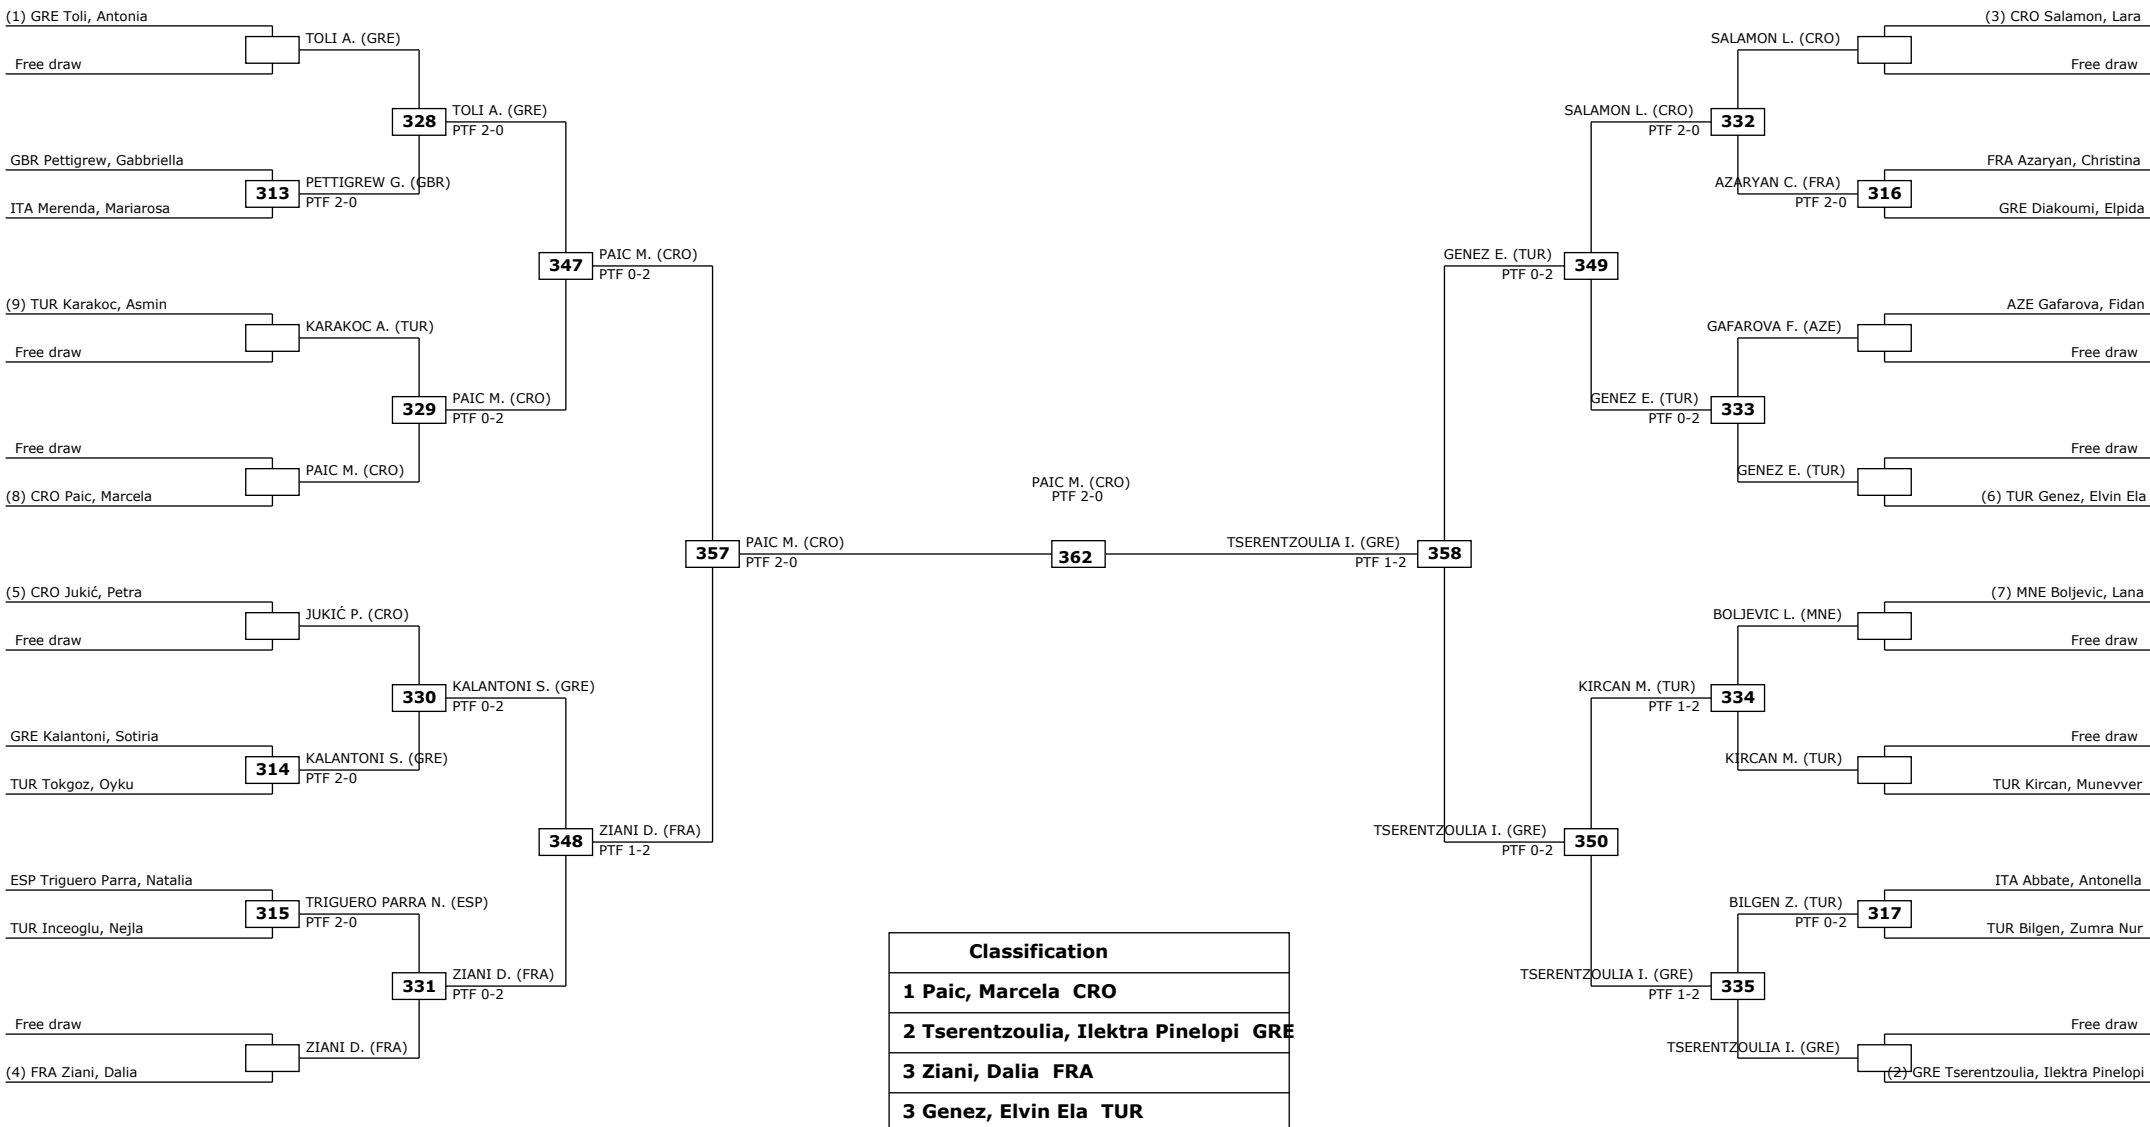 (1) GRE Toli, Antonia
TOLI A. (GRE)
Free draw
328
TOLI A. (GRE)
PTF 2-0
GBR Pettigrew, Gabbriella
313
PETTIGREW G. (GBR)
PTF 2-0
ITA Merenda, Mariarosa
347
PAIC M. (CRO)
PTF 0-2
(9) TUR Karakoc, Asmin
KARAKOC A. (TUR)
Free draw
329
PAIC M. (CRO)
PTF 0-2
Free draw
PAIC M. (CRO)
(8) CRO Paic, Marcela
357
PAIC M. (CRO)
PTF 2-0
(5) CRO Jukić, Petra
JUKIĆ P. (CRO)
Free draw
330
KALANTONI S. (GRE)
PTF 0-2
GRE Kalantoni, Sotiria
314
KALANTONI S. (GRE)
PTF 2-0
TUR Tokgoz, Oyku
348
ZIANI D. (FRA)
PTF 1-2
ESP Triguero Parra, Natalia
315
TRIGUERO PARRA N. (ESP)
PTF 2-0
TUR Inceoglu, Nejla
331
ZIANI D. (FRA)
PTF 0-2
Free draw
ZIANI D. (FRA)
(4) FRA Ziani, Dalia
PAIC M. (CRO)
PTF 2-0
362
(3) CRO Salamon, Lara
SALAMON L. (CRO)
Free draw
SALAMON L. (CRO)
PTF 2-0
332
FRA Azaryan, Christina
AZARYAN C. (FRA)
PTF 2-0
316
GRE Diakoumi, Elpida
GENEZ E. (TUR)
PTF 0-2
349
AZE Gafarova, Fidan
GAFAROVA F. (AZE)
Free draw
GENEZ E. (TUR)
PTF 0-2
333
Free draw
GENEZ E. (TUR)
(6) TUR Genez, Elvin Ela
TSERENTZOULIA I. (GRE)
PTF 1-2
358
(7) MNE Boljevic, Lana
BOLJEVIC L. (MNE)
Free draw
KIRCAN M. (TUR)
PTF 1-2
334
Free draw
KIRCAN M. (TUR)
TUR Kircan, Munevver
TSERENTZOULIA I. (GRE)
PTF 0-2
350
ITA Abbate, Antonella
BILGEN Z. (TUR)
PTF 0-2
317
TUR Bilgen, Zumra Nur
TSERENTZOULIA I. (GRE)
PTF 1-2
335
Free draw
TSERENTZOULIA I. (GRE)
(2) GRE Tserentzoulia, Ilektra Pinelopi
Classification
1 Paic, Marcela CRO
2 Tserentzoulia, Ilektra Pinelopi GRE
3 Ziani, Dalia FRA
3 Genez, Elvin Ela TUR